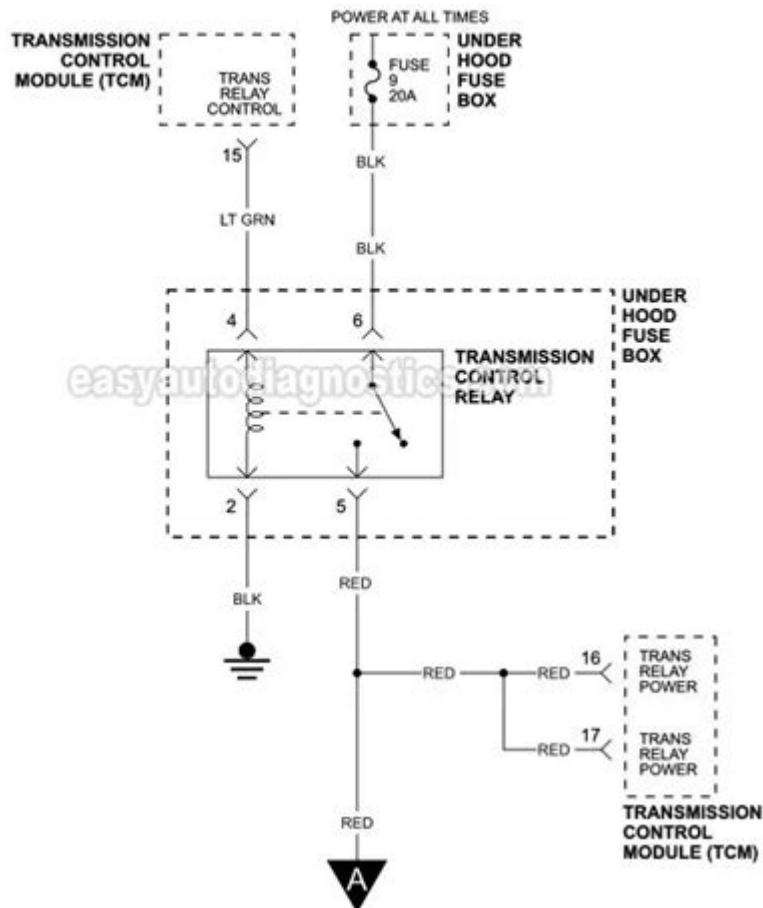 POWER AT ALL TIMES
TRANSMISSION
CONTROL
MODULE (TCM)
TRANS
RELAY
CONTROL
FUSE
9
20A
UNDER
HOOD
FUSE
BOX
15
BLK
LT GRN
BLK
UNDER
HOOD
FUSE
BOX
4
6
TRANSMISSION
CONTROL
RELAY
easyautodiagnostics.com
2
5
RED
BLK
RED
RED
16
TRANS
RELAY
POWER
RED
17
TRANS
RELAY
POWER
TRANSMISSION
CONTROL
MODULE (TCM)
RED
A